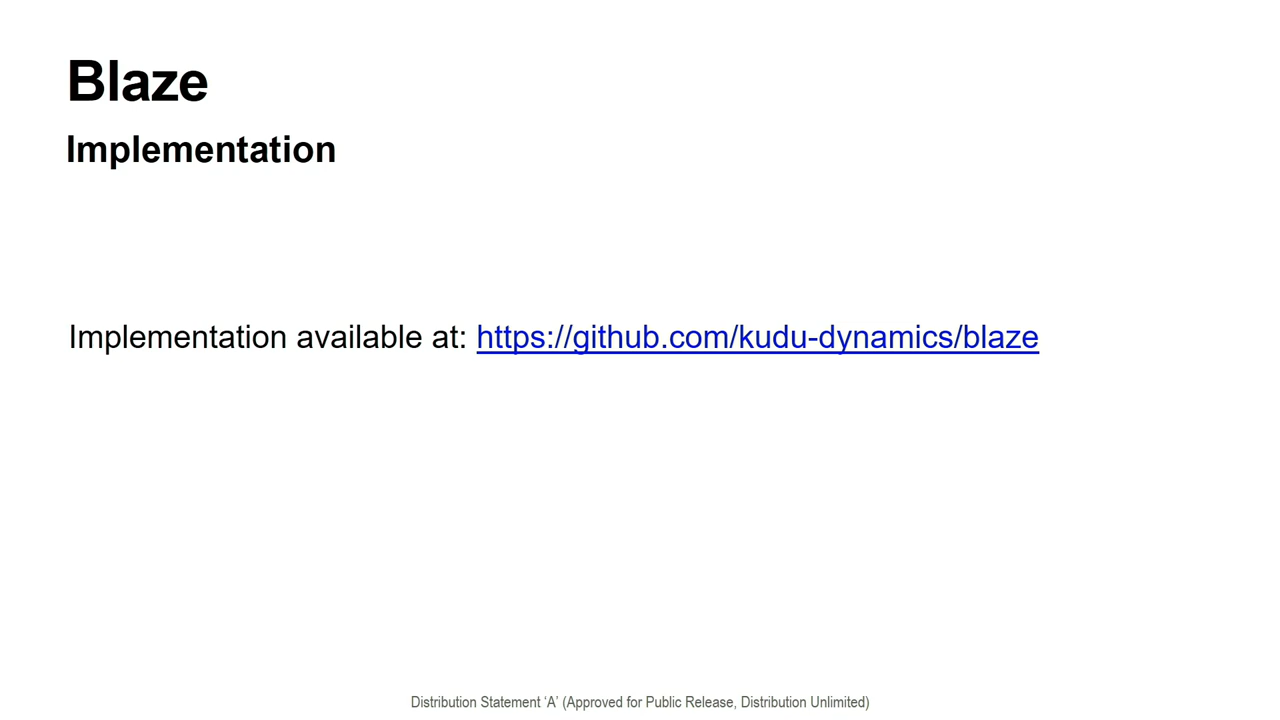 Blaze
Implementation
Implementation available at: https://github.com/kudu-dynamics/blaze
Distribution Statement ‘A’ (Approved for Public Release, Distribution Unlimited)